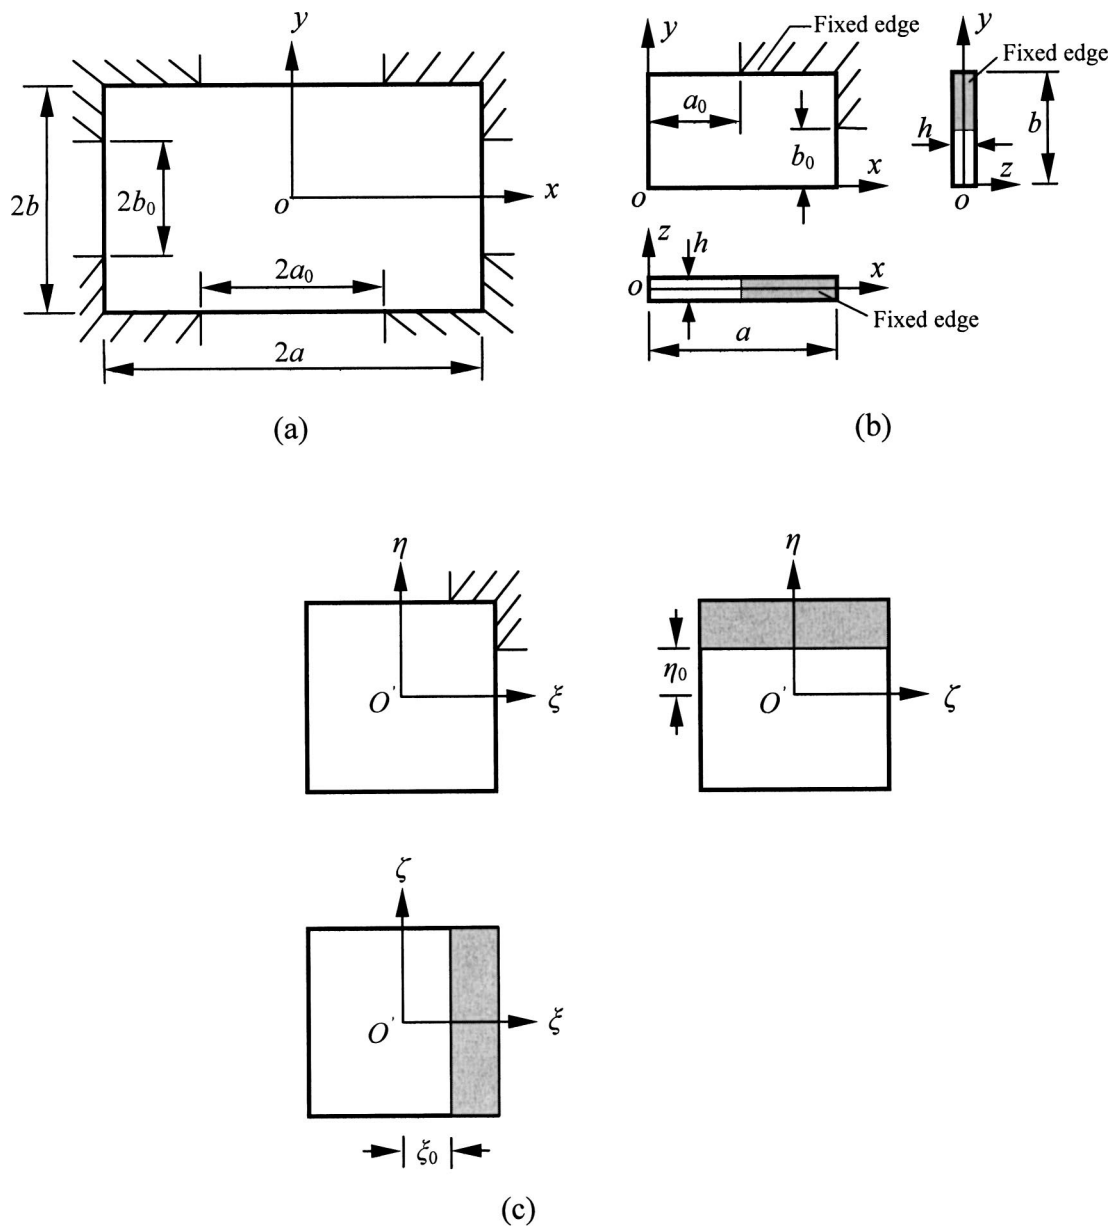 y
x
o
2b
2b₀
2a₀
2a
(a)
y
Fixed edge
a₀
b₀
x
o
y
Fixed edge
h
b
z
o
z
h
x
o
Fixed edge
a
(b)
η
ξ
O'
η
η₀
O'
ζ
ζ
ξ
O'
ξ₀
(c)